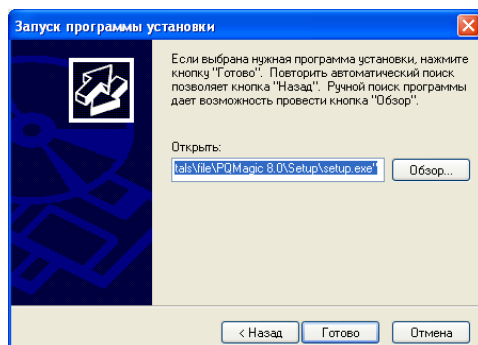 Запуск программы установки
Если выбрана нужная программа установки, нажмите
кнопку "Готово". Повторить автоматический поиск
позволяет кнопка "Назад". Ручной поиск программы
дает возможность провести кнопка "Обзор".
Открыть:
tals\file\PQMagic 8.0\Setup\setup.exe"
Обзор...
< Назад
Готово
Отмена